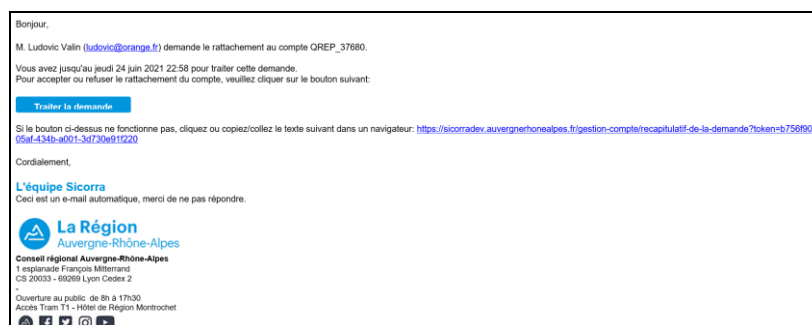 Bonjour,
M. Ludovic Valin (ludovic@orange.fr) demande le rattachement au compte QREP_37680.
Vous avez jusqu'au jeudi 24 juin 2021 22:58 pour traiter cette demande.
Pour accepter ou refuser le rattachement du compte, veuillez cliquer sur le bouton suivant:
Traiter la demande
Si le bouton ci-dessus ne fonctionne pas, cliquez ou copiez/collez le texte suivant dans un navigateur: https://sicorradev.auvergnerhonealpes.fr/gestion-compte/recapitulatif-de-la-demande?token=b756f90
05af-434b-a001-3d730e91f220
Cordialement,
L'équipe Sicorra
Ceci est un e-mail automatique, merci de ne pas répondre.
La Région
Auvergne-Rhône-Alpes
Conseil régional Auvergne-Rhône-Alpes
1 esplanade François Mitterrand
CS 20033 - 69269 Lyon Cedex 2
-
Ouverture au public de 8h à 17h30
Accès Tram T1 - Hôtel de Région Montrochet